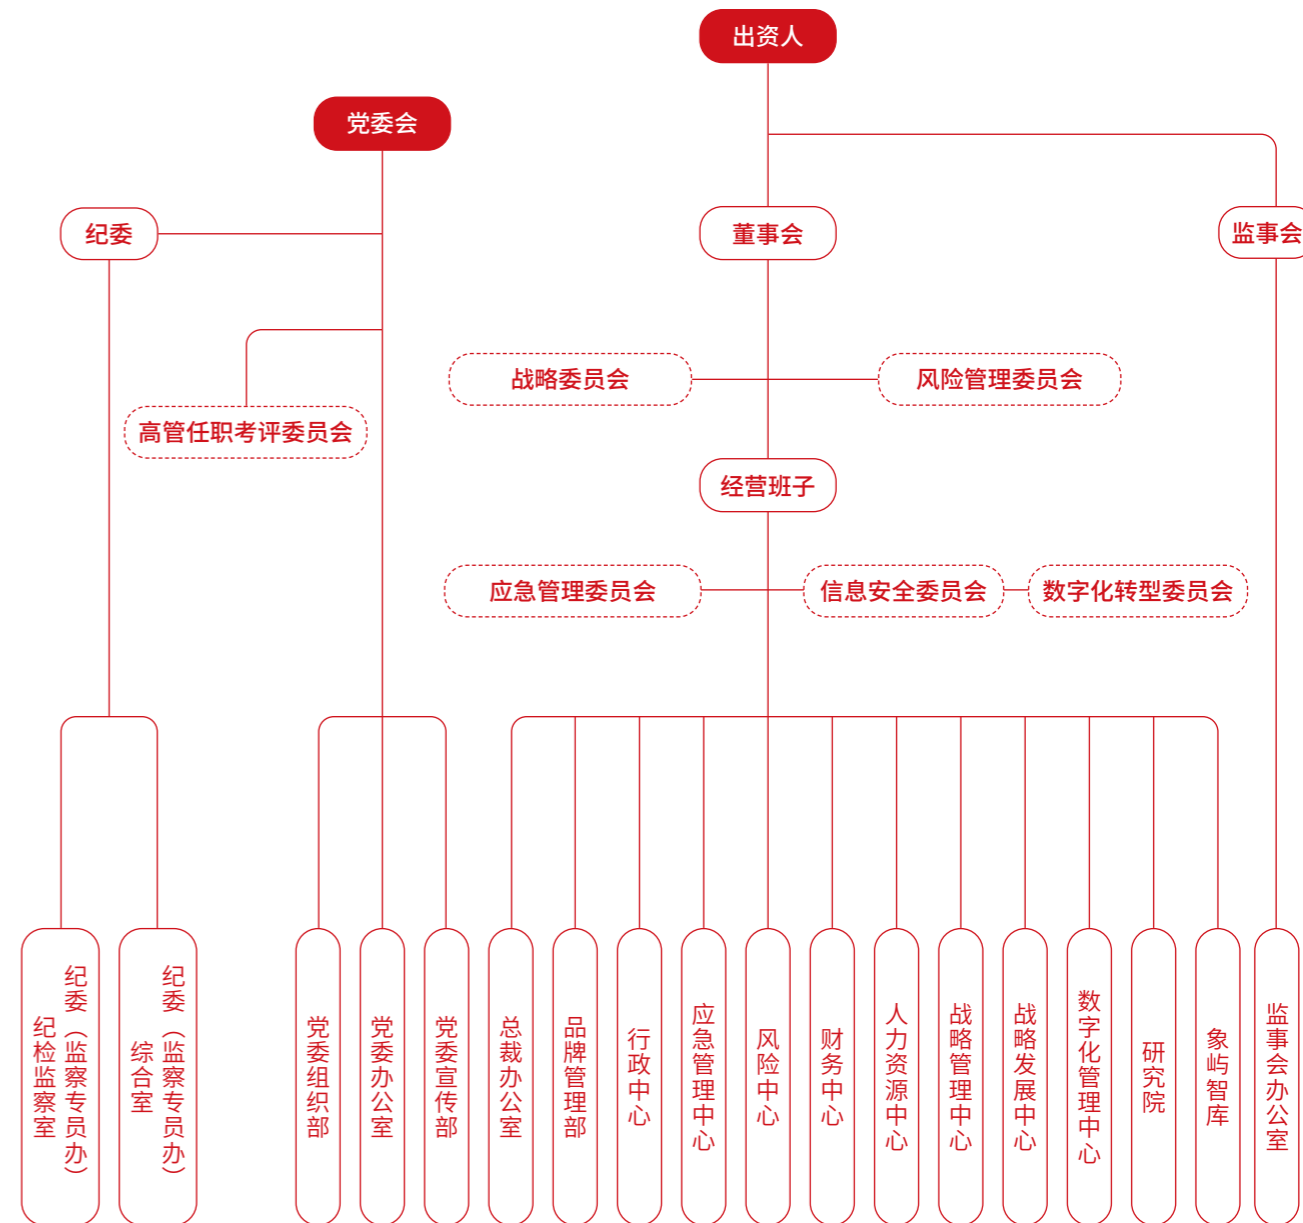 出资人
党委会
纪委
董事会
监事会
战略委员会
风险管理委员会
高管任职考评委员会
经营班子
应急管理委员会
信息安全委员会
数字化转型委员会
纪委（监察专员办）
纪检监察室
纪委（监察专员办）
综合室
党委组织部
党委办公室
党委宣传部
总裁办公室
品牌管理部
行政中心
应急管理中心
风险中心
财务中心
人力资源中心
战略管理中心
战略发展中心
数字化管理中心
研究院
象屿智库
监事会办公室